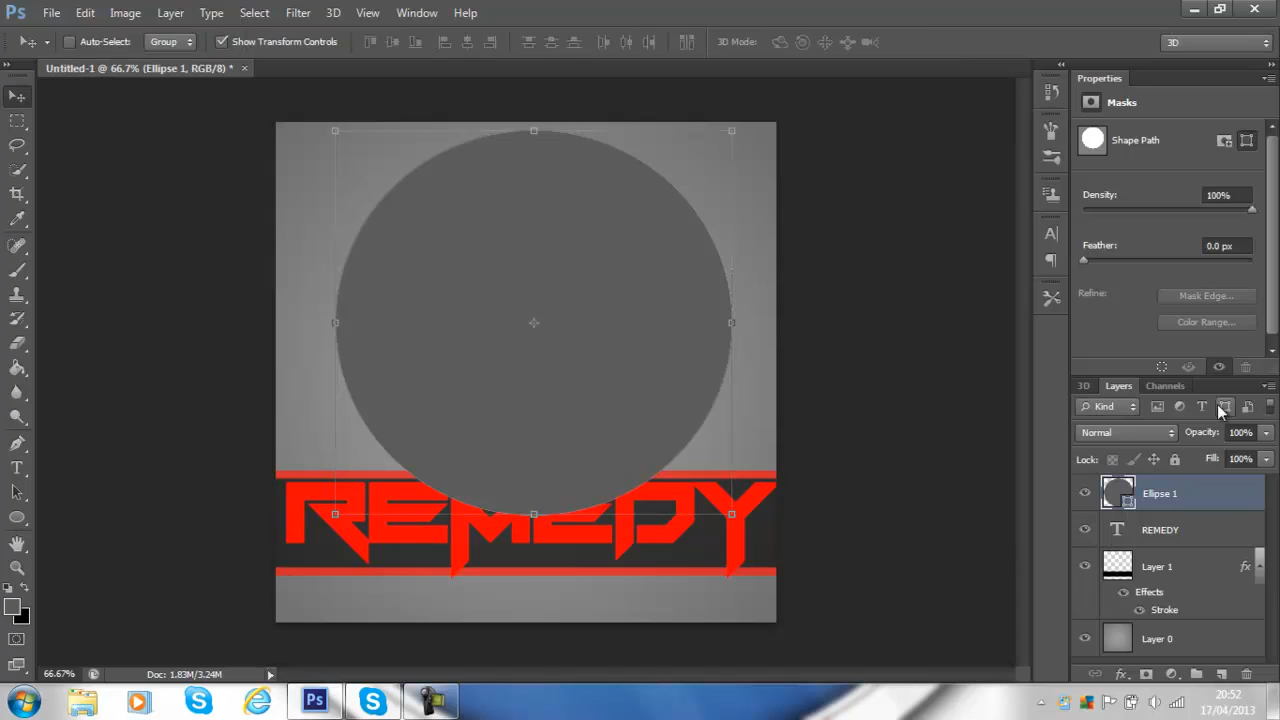 Ps File Edit Image Layer Type Select Filter 3D View Window Help
Auto-Select: Group Show Transform Controls 3D Mode: 3D
Untitled-1 @ 66.7% (Ellipse 1, RGB/8) * ×
Properties
Masks
Shape Path
Density: 100%
Feather: 0.0 px
Refine: Mask Edge...
Color Range...
3D Layers Channels
Kind
Normal Opacity: 100%
Lock: Fill: 100%
Ellipse 1
REMEDY
Layer 1 fx
Effects
Stroke
Layer 0
REMEDY
66.67% Doc: 1.83M/3.24M
Ps
20:52
17/04/2013